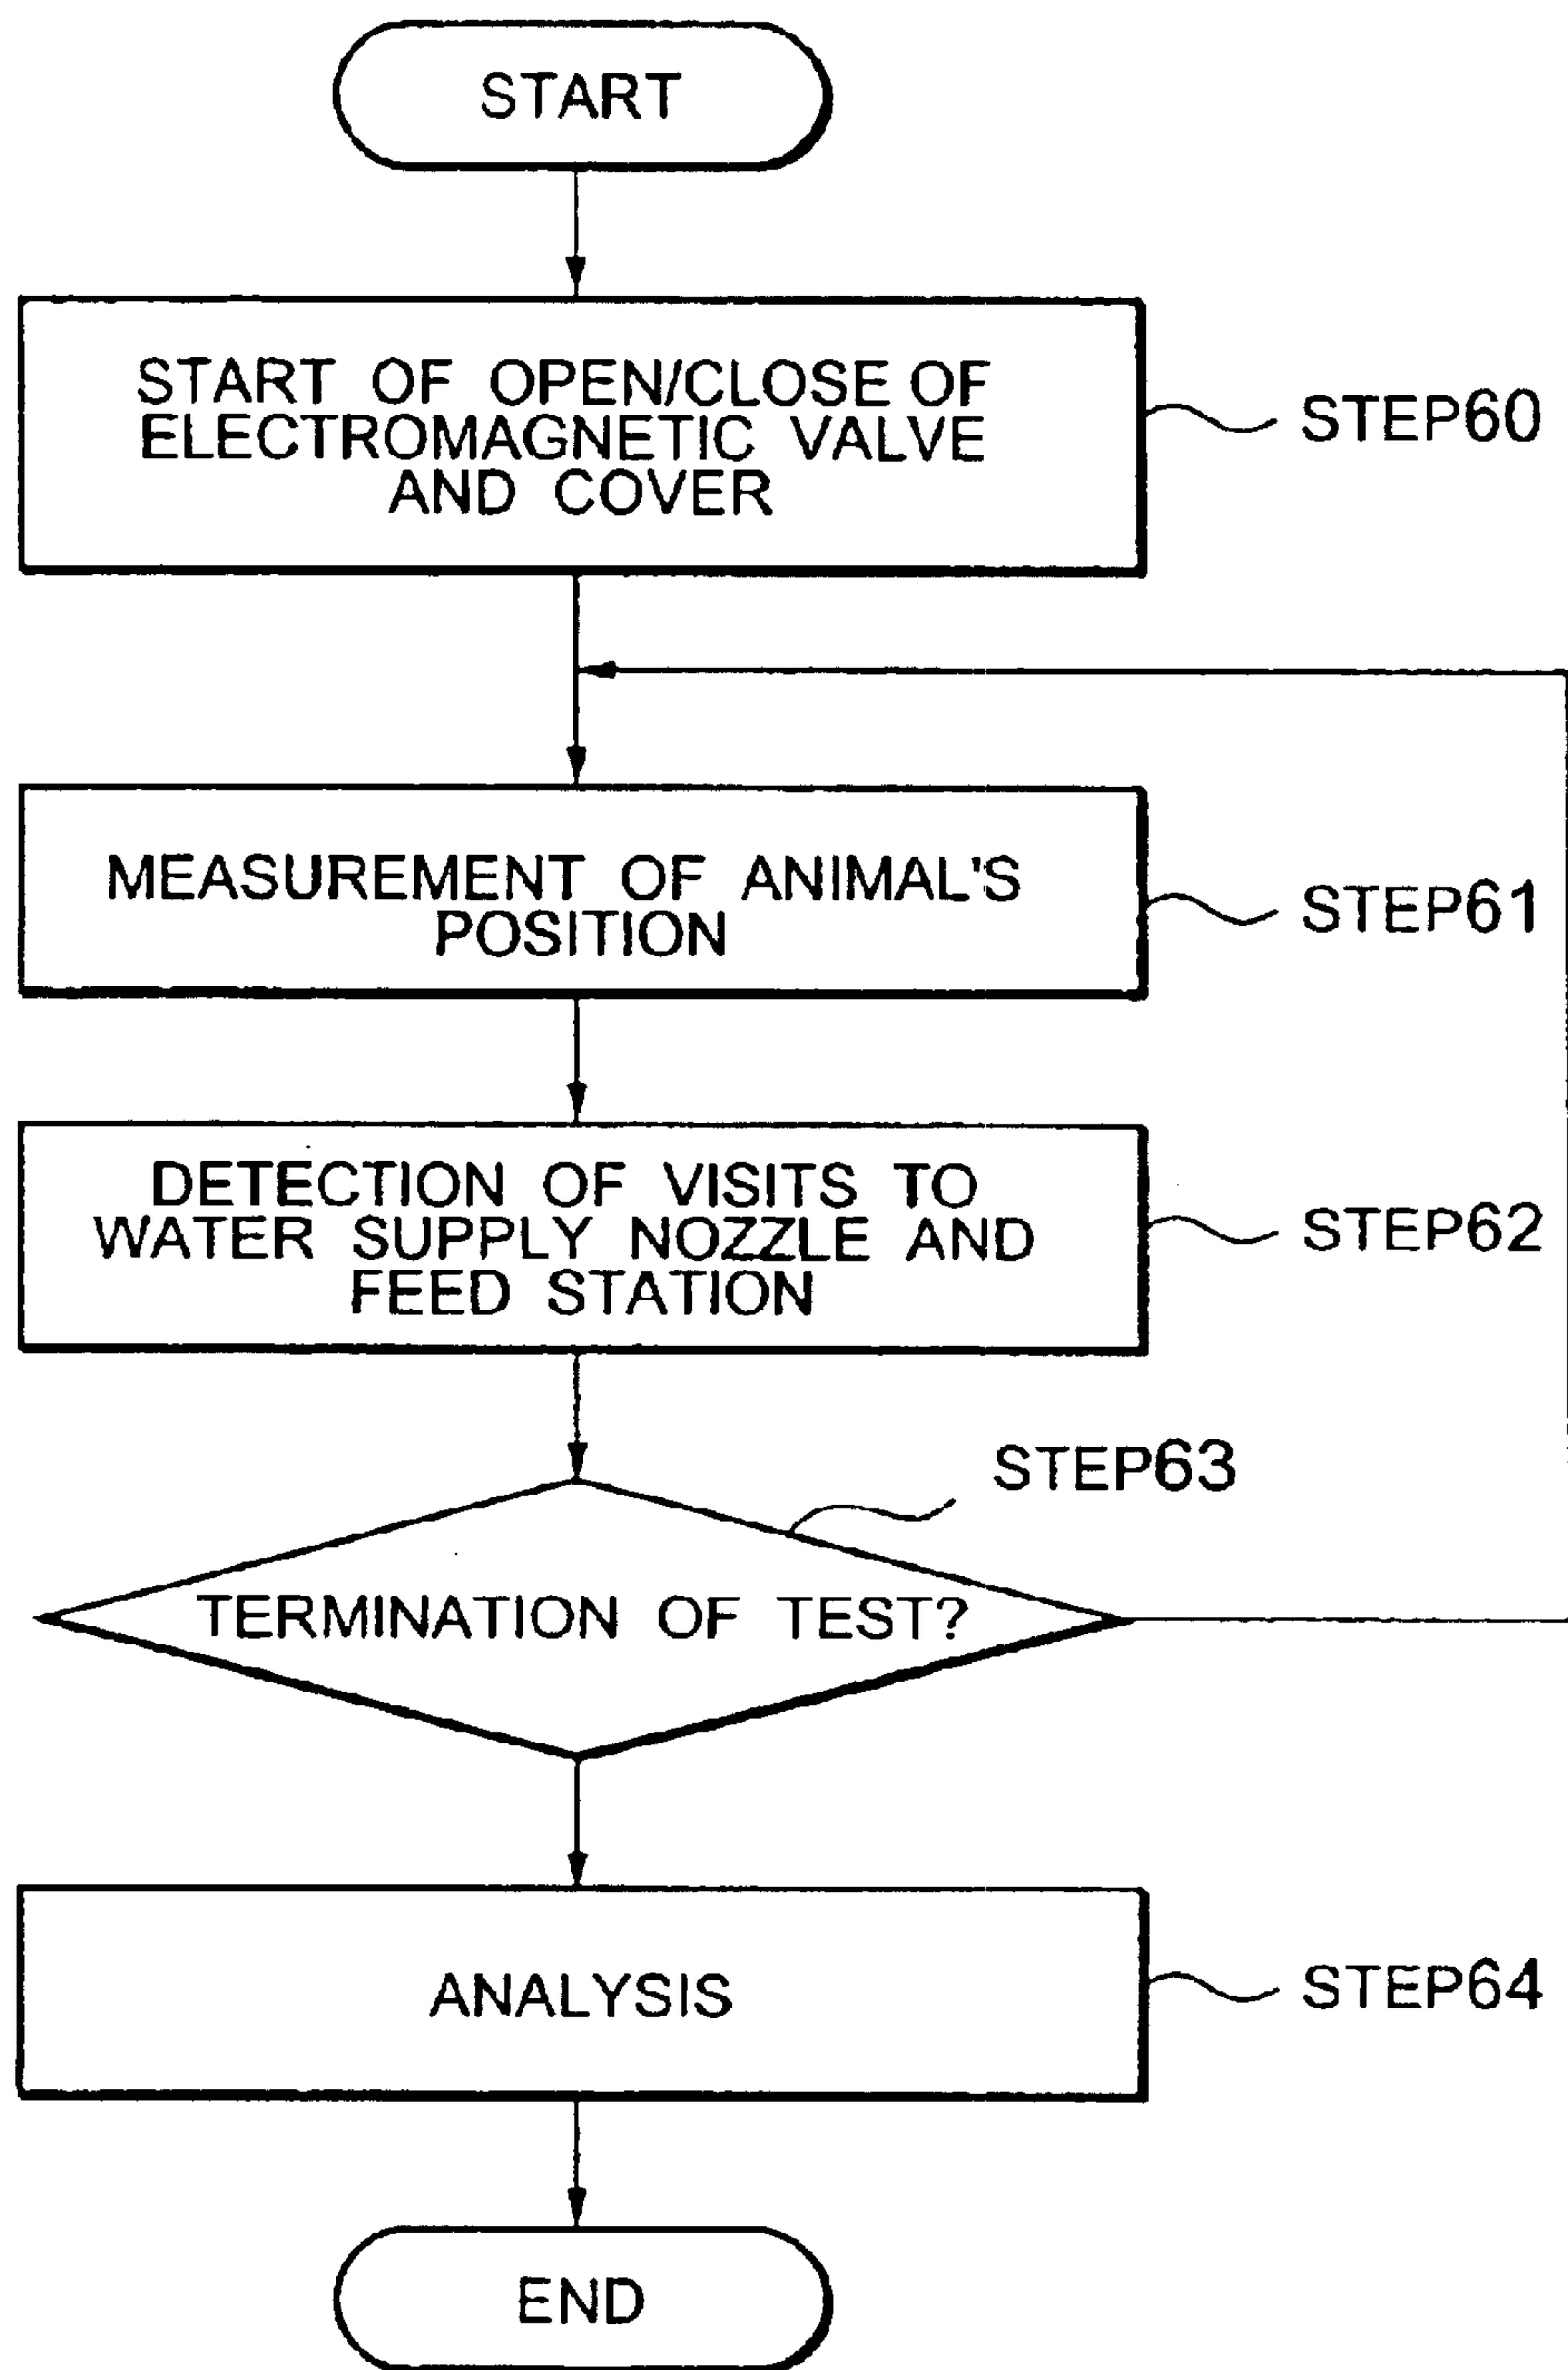 START
START OF OPEN/CLOSE OF
ELECTROMAGNETIC VALVE
AND COVER
STEP60
MEASUREMENT OF ANIMAL'S
POSITION
STEP61
DETECTION OF VISITS TO
WATER SUPPLY NOZZLE AND
FEED STATION
STEP62
STEP63
TERMINATION OF TEST?
ANALYSIS
STEP64
END